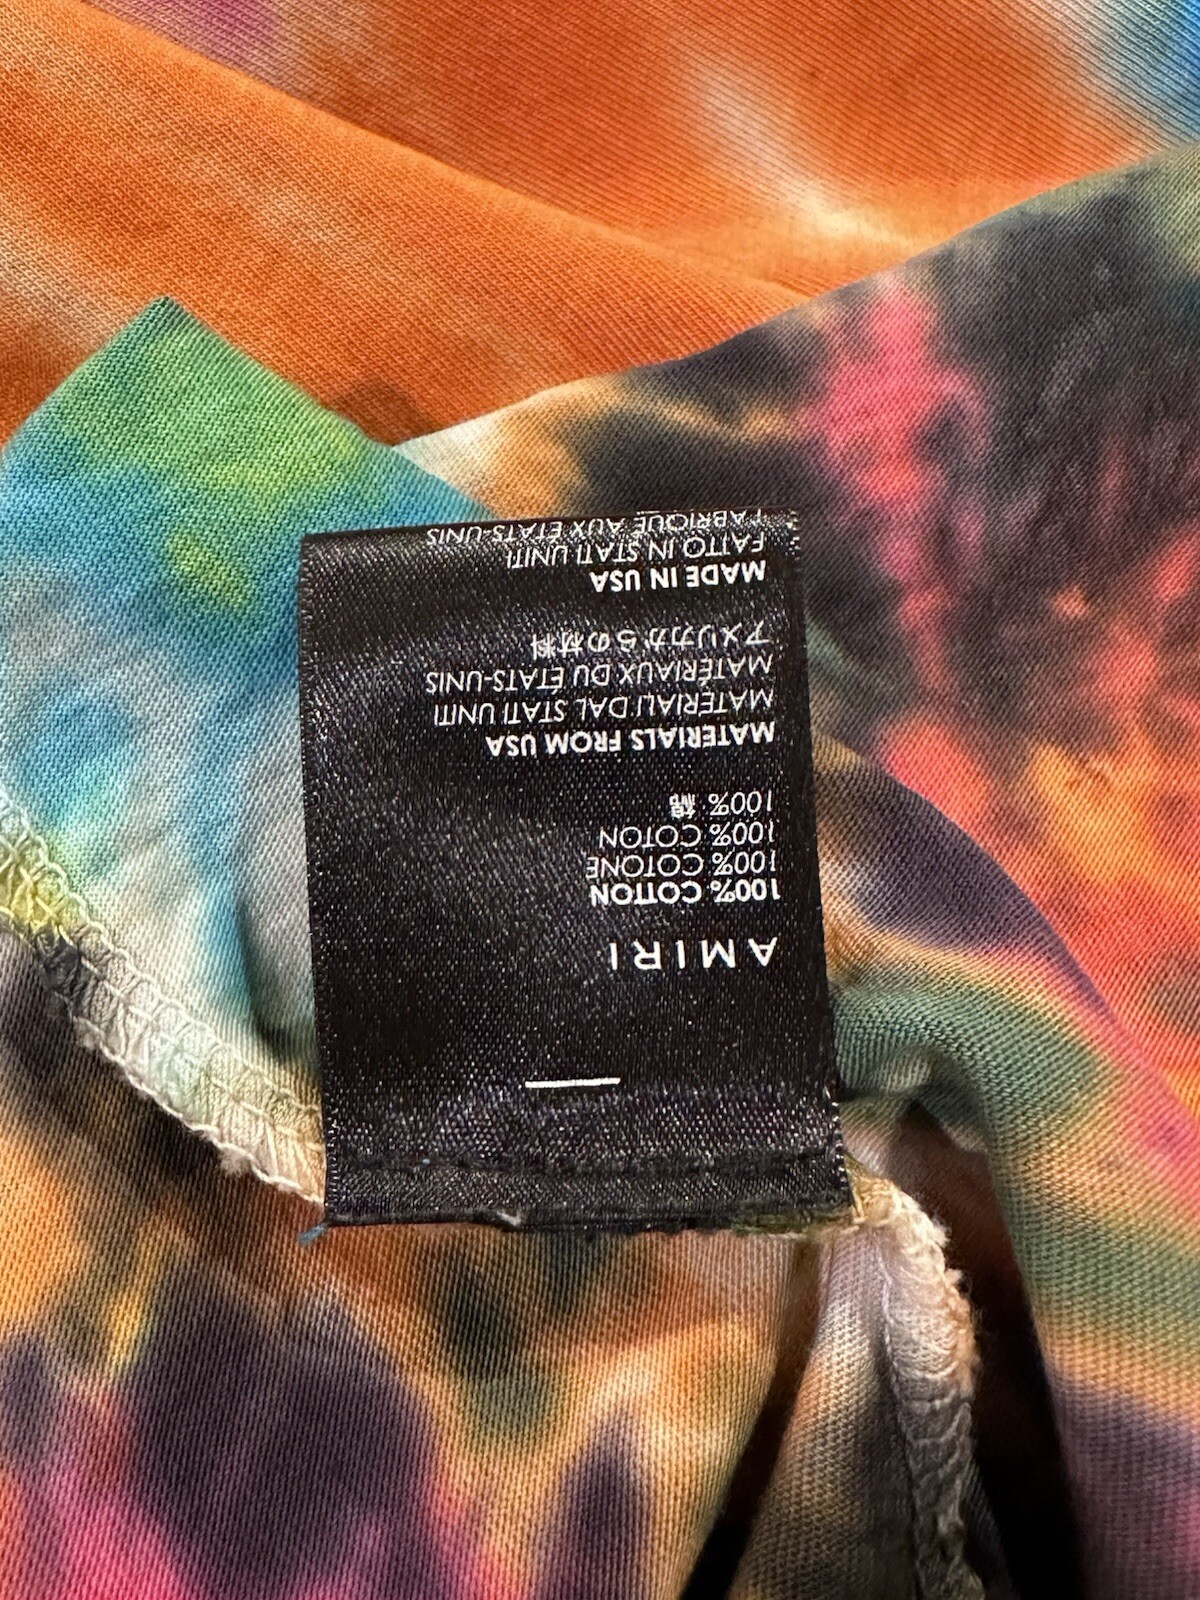 AMIRI
100% COTTON
100% COTONE
100% COTON
100% 綿
MATERIALS FROM USA
MATERIALI DAL STATI UNITI
MATÉRIAUX DU ÉTATS-UNIS
アメリカからの材料
MADE IN USA
FATTO IN STATI UNITI
FABRIQUÉ AUX ÉTATS-UNIS